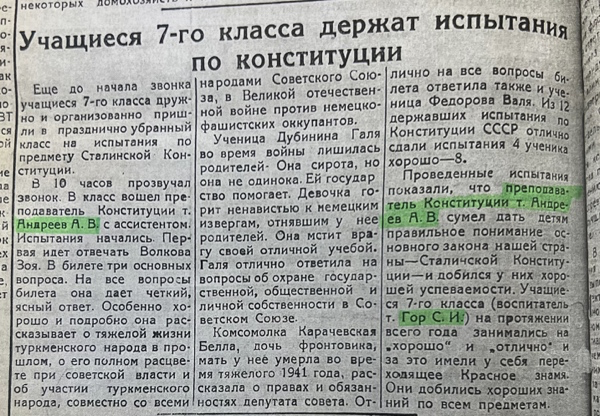 некоторых домохозяйств
Учащиеся 7-го класса держат испытания
по конституции
Еще до начала звонка
учащиеся 7-го класса друж-
но и организованно приш-
ли в празднично убранный
класс на испытания по
предмету Сталинской Кон-
ституции.
В 10 часов прозвучал
звонок. В класс вошел пре-
подаватель Конституции т.
Андреев А. В. с ассистентом.
Испытания начались. Пер-
вая идет отвечать Волкова
Зоя. В билете три основных
вопроса. На все вопросы
билета она дает четкий,
ясный ответ. Особенно хо-
рошо и подробно она рас-
сказывает о тяжелой жизни
туркменского народа в про-
шлом, о его полном расцве-
те при советской власти и
об участии туркменского
народа, совместно со всеми
народами Советского Сою-
за, в Великой отечествен-
ной войне против немецко-
фашистских оккупантов.
Ученица Дубинина Галя
во время войны лишилась
родителей. Она сирота, но
она не одинока. Ей государ-
ство помогает. Девочка го-
рит ненавистью к немецким
извергам, отнявшим у нее
родителей. Она мстит вра-
гу своей отличной учебой.
Галя отлично ответила на
вопросы об охране государ-
ственной, общественной и
личной собственности в Со-
ветском Союзе.
Комсомолка Карачевская
Белла, дочь фронтовика,
мать у нее умерла во вре-
мя тяжелого 1941 года, рас-
сказала о правах и обязан-
ностях депутата совета. От-
лично на все вопросы би-
лета ответила также и уче-
ница Федорова Валя. Из 12
державших испытания по
Конституции СССР отлично
сдали испытания 4 ученика
хорошо—8.
Проведенные испытания
показали, что преподава-
тель Конституции т. Андре-
ев А. В. сумел дать детям
правильное понимание ос-
новного закона нашей стра-
ны—Сталинской Конститу-
ции—и добился у них хоро-
шей успеваемости. Учащие-
ся 7-го класса (воспитатель
т. Гор С. И.) на протяжении
всего года занимались на
„хорошо" и „отлично" и
за это имели у себя пере-
ходящее Красное знамя.
Они добились хороших зна-
ний по всем предметам.